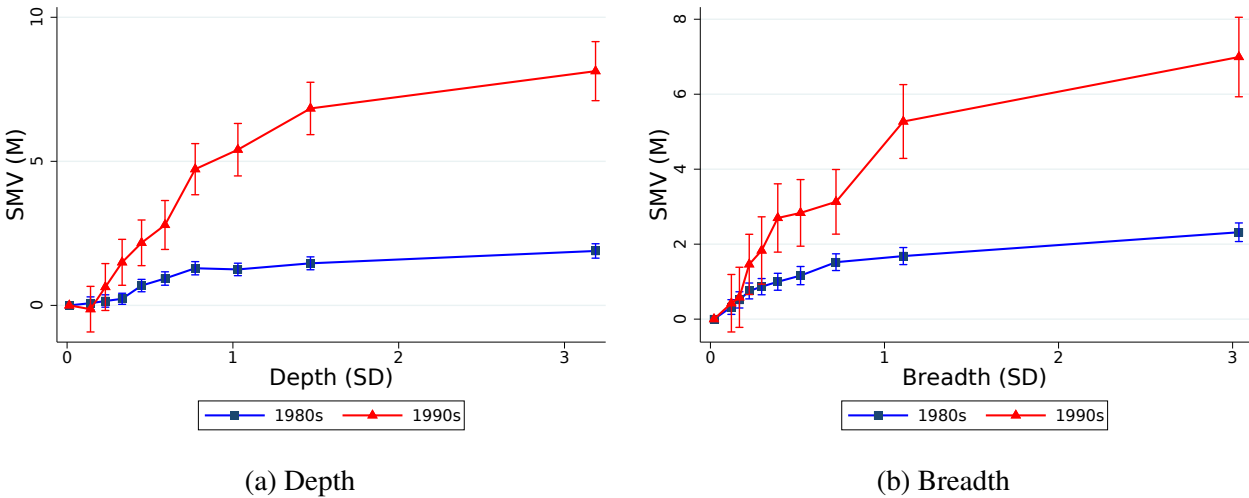 10
5
0
SMV (M)
0 1 2 3
Depth (SD)
1980s 1990s
(a) Depth
8
6
4
2
0
SMV (M)
0 1 2 3
Breadth (SD)
1980s 1990s
(b) Breadth